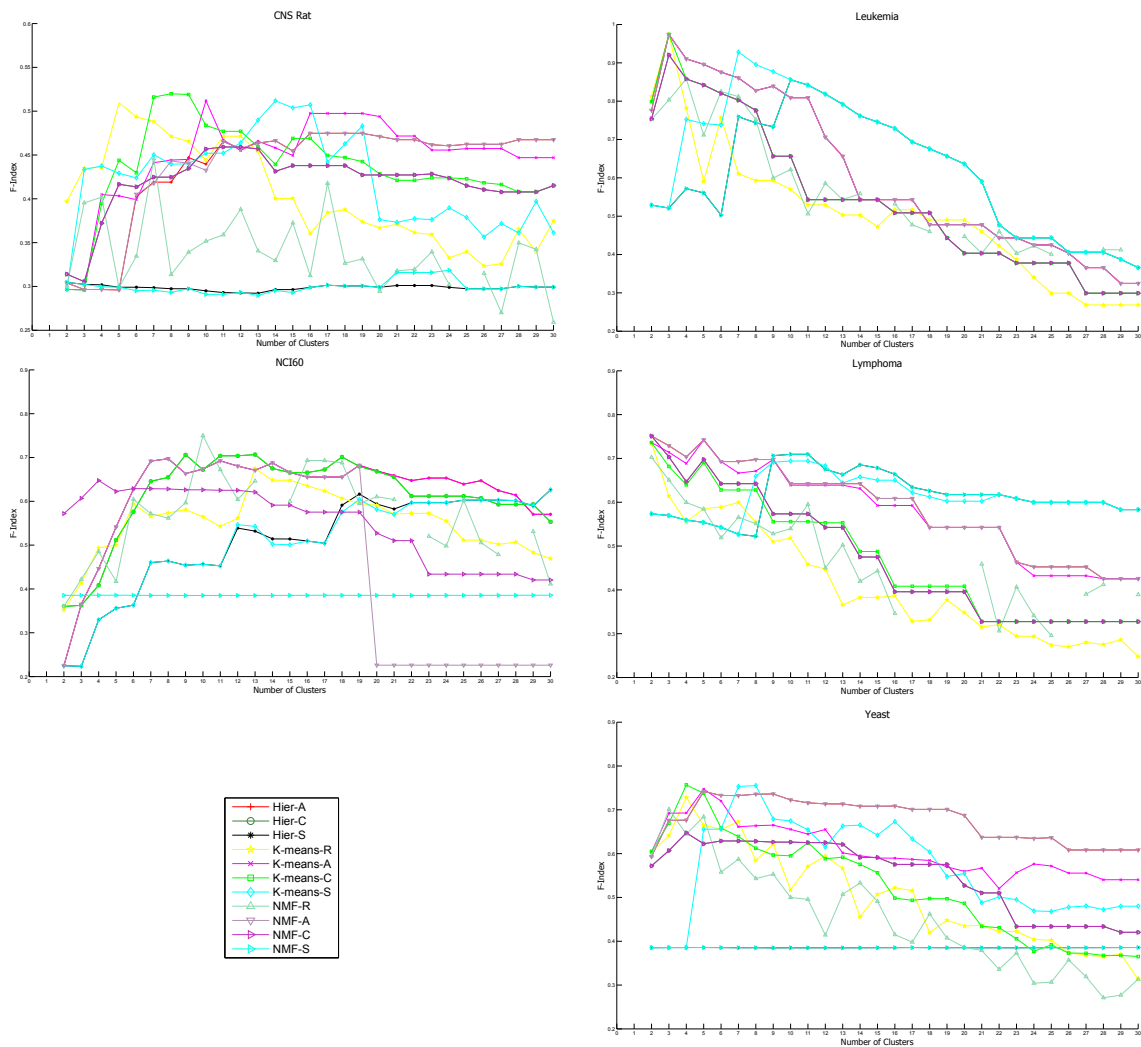 CNS Rat
0.6
0.55
0.5
0.45
0.4
0.35
0.3
0.25
F-Index
0 1 2 3 4 5 6 7 8 9 10 11 12 13 14 15 16 17 18 19 20 21 22 23 24 25 26 27 28 29 30
Number of Clusters
Leukemia
1
0.9
0.8
0.7
0.6
0.5
0.4
0.3
0.2
F-Index
0 1 2 3 4 5 6 7 8 9 10 11 12 13 14 15 16 17 18 19 20 21 22 23 24 25 26 27 28 29 30
Number of Clusters
NCI60
0.9
0.8
0.7
0.6
0.5
0.4
0.3
0.2
F-Index
0 1 2 3 4 5 6 7 8 9 10 11 12 13 14 15 16 17 18 19 20 21 22 23 24 25 26 27 28 29 30
Number of Clusters
Lymphoma
0.9
0.8
0.7
0.6
0.5
0.4
0.3
0.2
F-Index
0 1 2 3 4 5 6 7 8 9 10 11 12 13 14 15 16 17 18 19 20 21 22 23 24 25 26 27 28 29 30
Number of Clusters
Hier-A
Hier-C
Hier-S
K-means-R
K-means-A
K-means-C
K-means-S
NMF-R
NMF-A
NMF-C
NMF-S
Yeast
0.9
0.8
0.7
0.6
0.5
0.4
0.3
0.2
F-Index
0 1 2 3 4 5 6 7 8 9 10 11 12 13 14 15 16 17 18 19 20 21 22 23 24 25 26 27 28 29 30
Number of Clusters